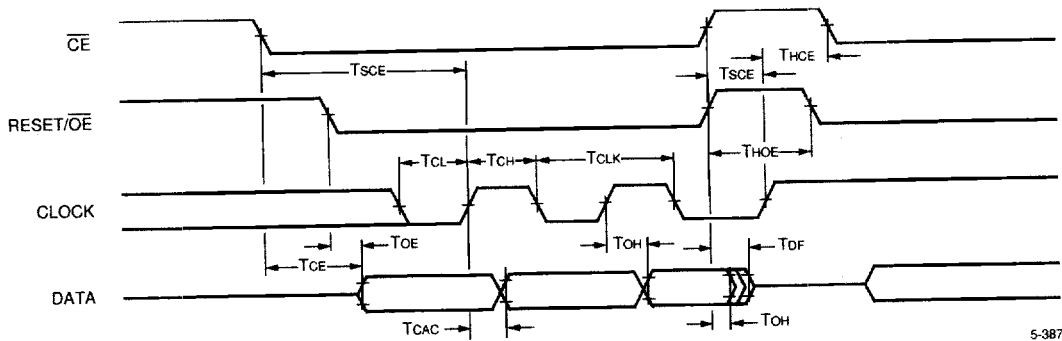 CE
TSCE
TSCE
THCE
RESET/OE
TCL
TCH
TCLK
THOE
CLOCK
TOE
TOH
TDF
TCE
DATA
TCAC
TOH
5-387